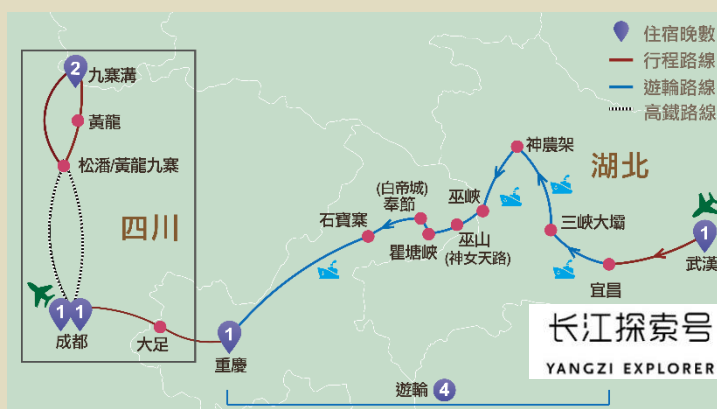 住宿晚數
行程路線
遊輪路線
高鐵路線
2
九寨溝
黃龍
松潘/黃龍九寨
四川
1
1
成都
大足
1
重慶
石寶寨
(白帝城)
奉節
瞿塘峽
巫峽
巫山
(神女天路)
神農架
湖北
三峽大壩
宜昌
1
武漢
长江探索号
YANGZI EXPLORER
遊輪 4